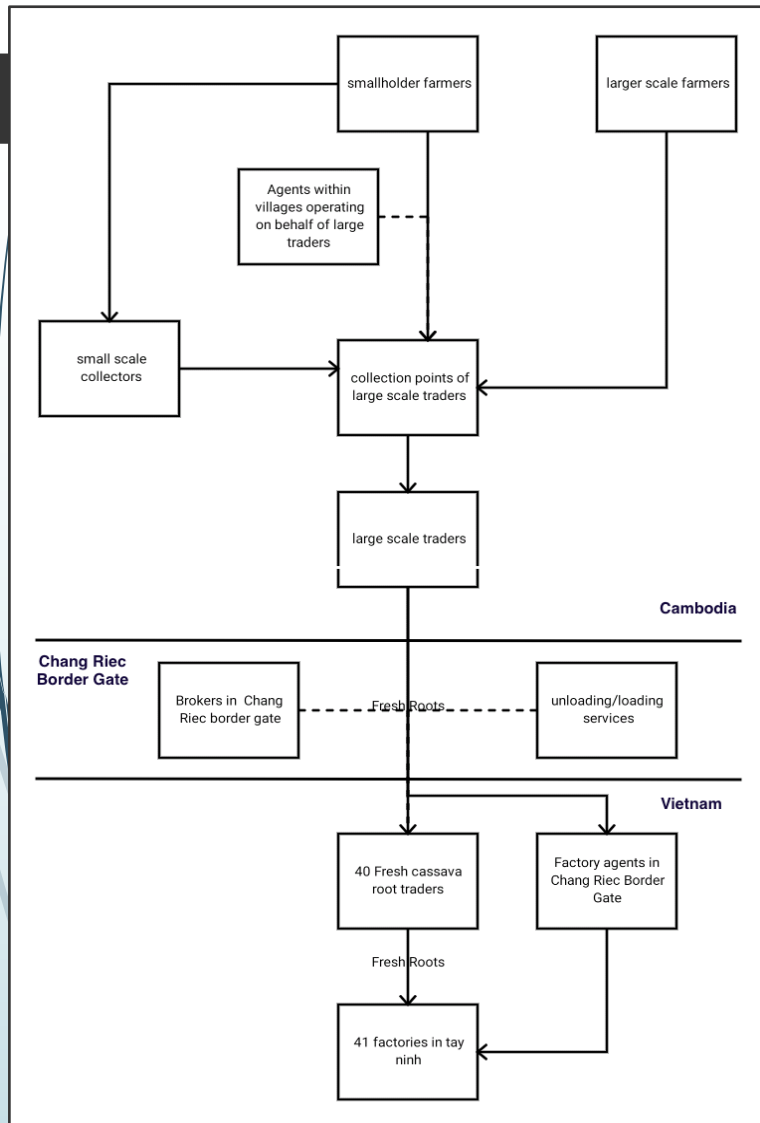 smallholder farmers
larger scale farmers
Agents within
villages operating
on behalf of large
traders
small scale
collectors
collection points of
large scale traders
large scale traders
Cambodia
Chang Riec
Border Gate
Brokers in Chang
Riec border gate
Fresh Roots
unloading/loading
services
Vietnam
40 Fresh cassava
root traders
Factory agents in
Chang Riec Border
Gate
Fresh Roots
41 factories in tay
ninh